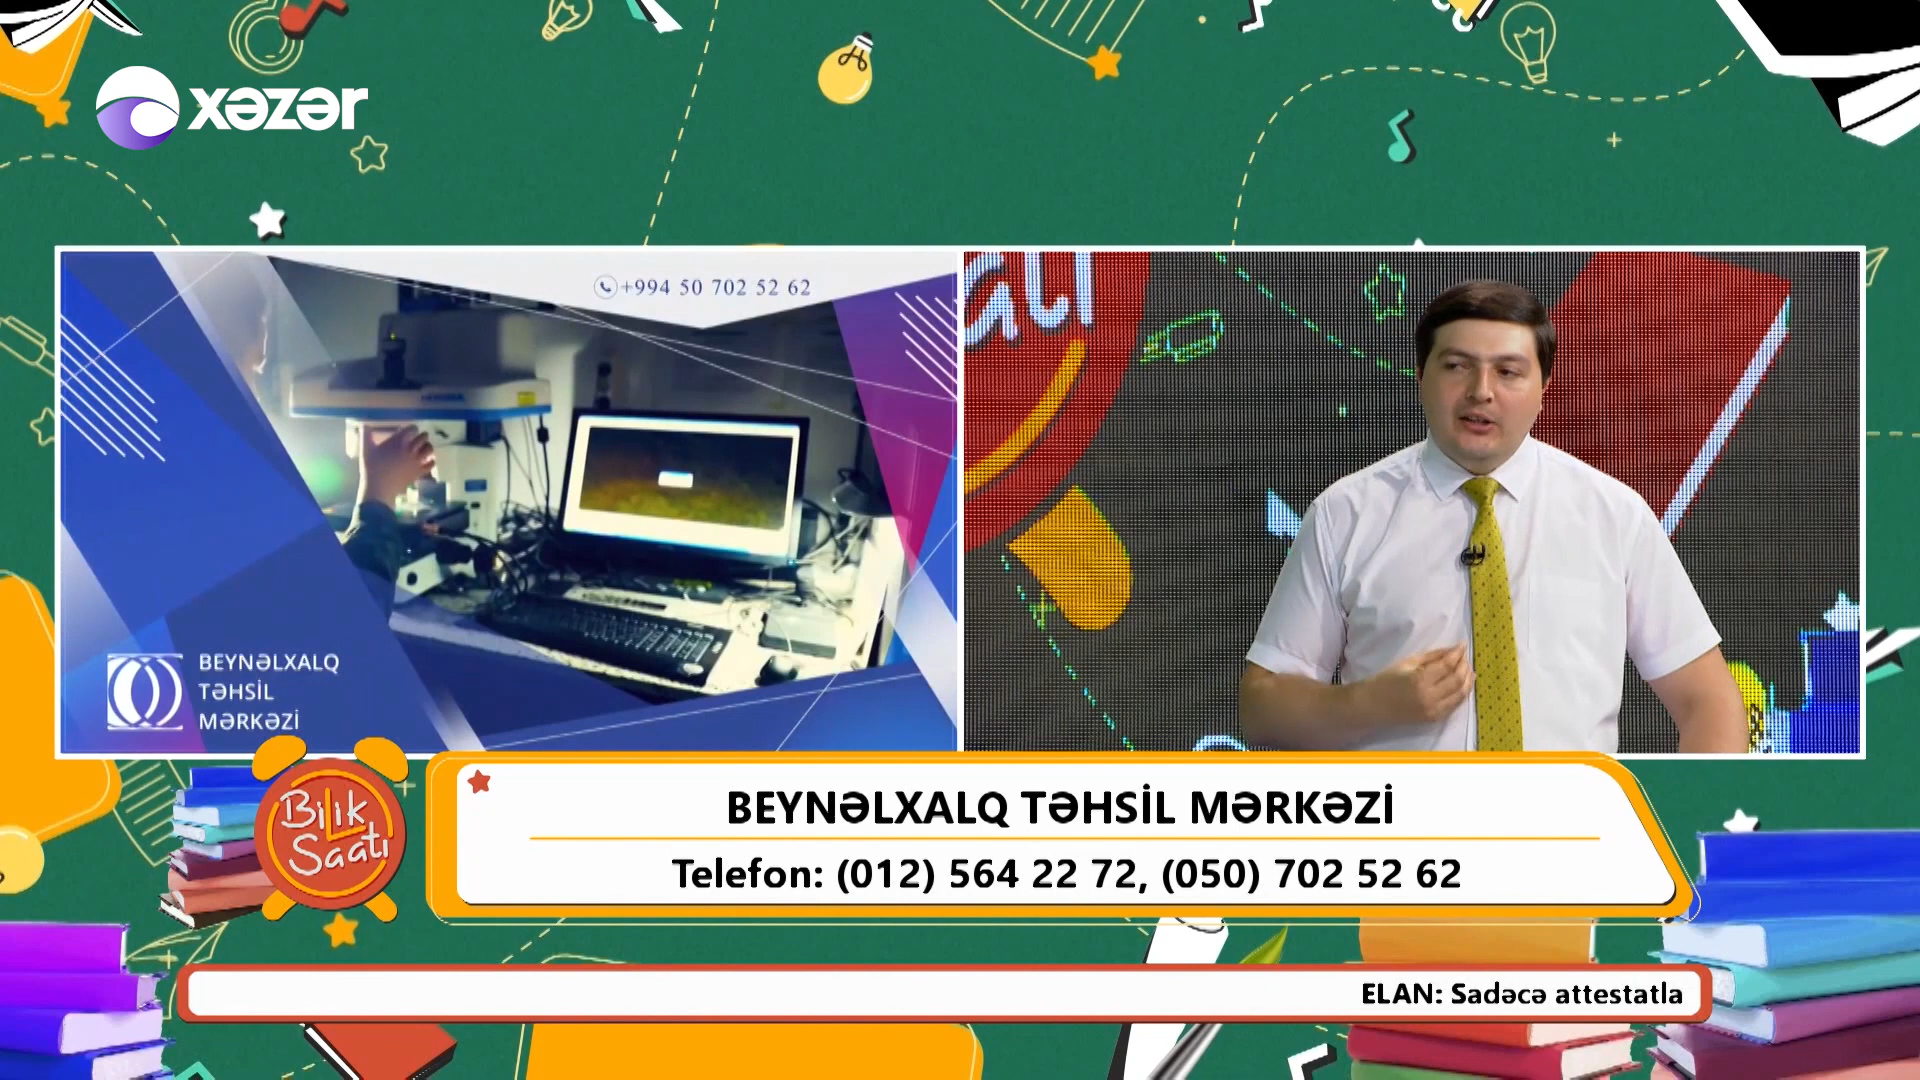 xəzər
+994 50 702 52 62
BEYNƏLXALQ
TƏHSİL
MƏRKƏZİ
Bilik
Saatı
BEYNƏLXALQ TƏHSİL MƏRKƏZİ
Telefon: (012) 564 22 72, (050) 702 52 62
ELAN: Sadəcə attestatla